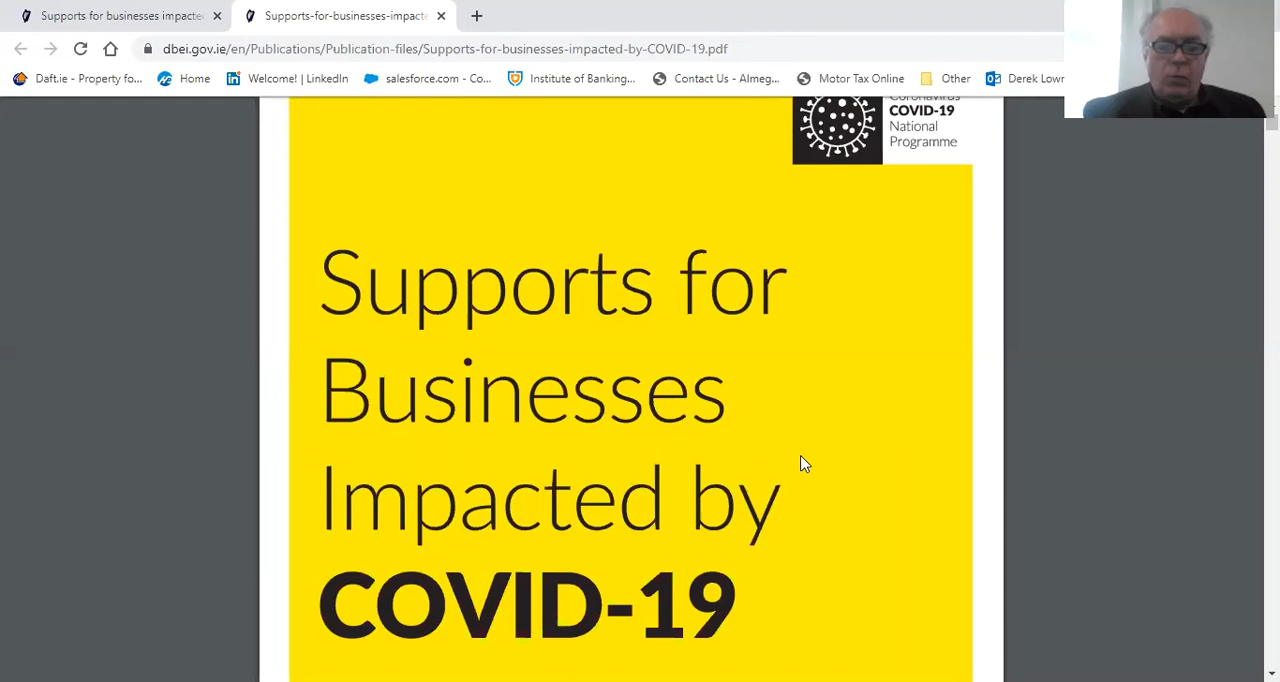 Supports for businesses impacte
Supports-for-businesses-impacte
dbei.gov.ie/en/Publications/Publication-files/Supports-for-businesses-impacted-by-COVID-19.pdf
Daft.ie - Property fo... Home Welcome! | LinkedIn salesforce.com - Co... Institute of Banking... Contact Us - Almeg... Motor Tax Online Other Derek Lowr
Coronavirus
COVID-19
National
Programme
Supports for
Businesses
Impacted by
COVID-19